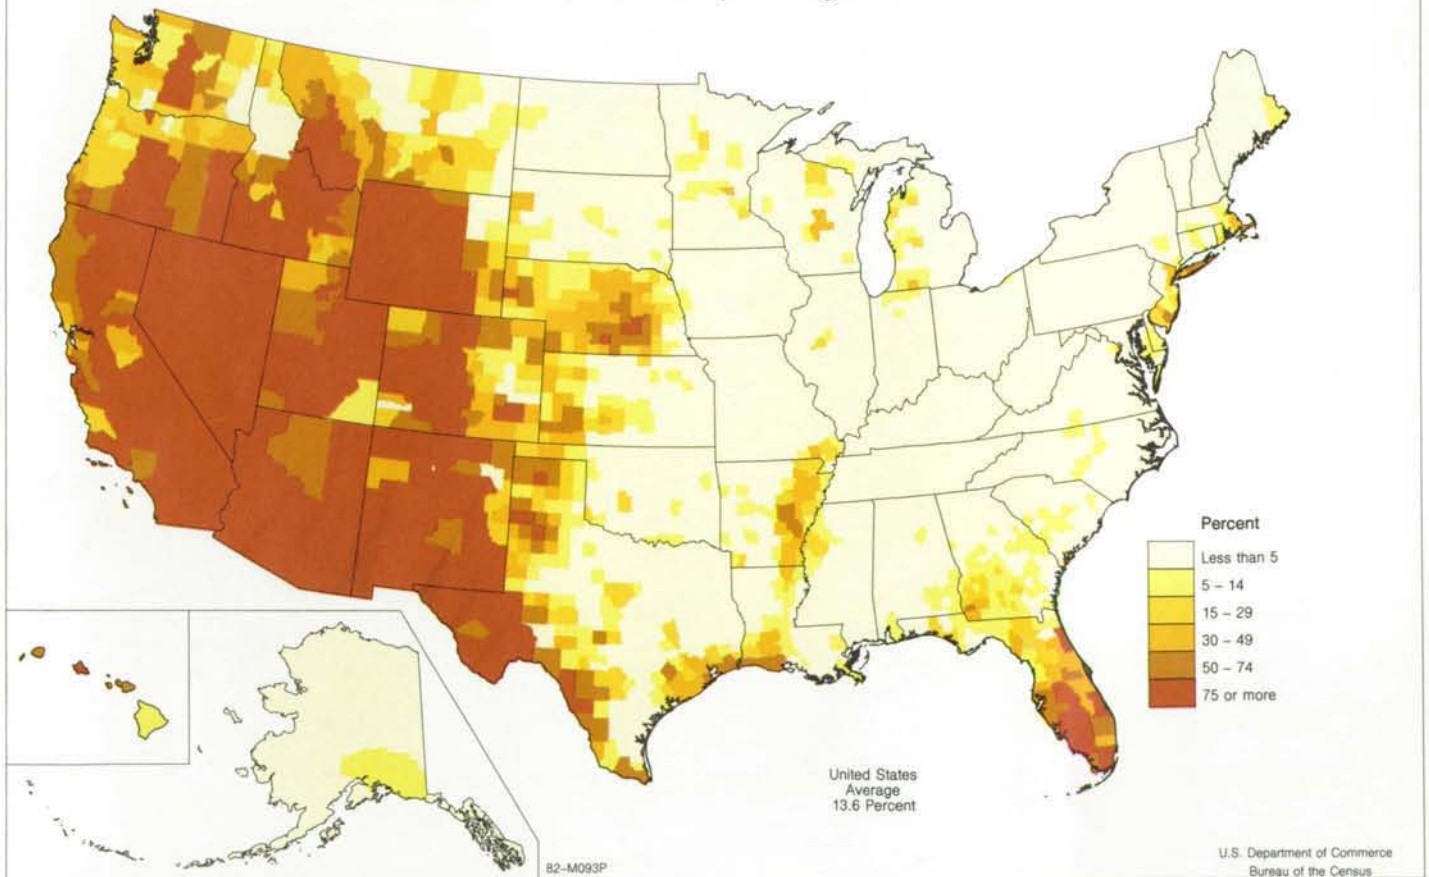 Percent
Less than 5
5 – 14
15 – 29
30 – 49
50 – 74
75 or more
United States
Average
13.6 Percent
82-M093P
U.S. Department of Commerce
Bureau of the Census